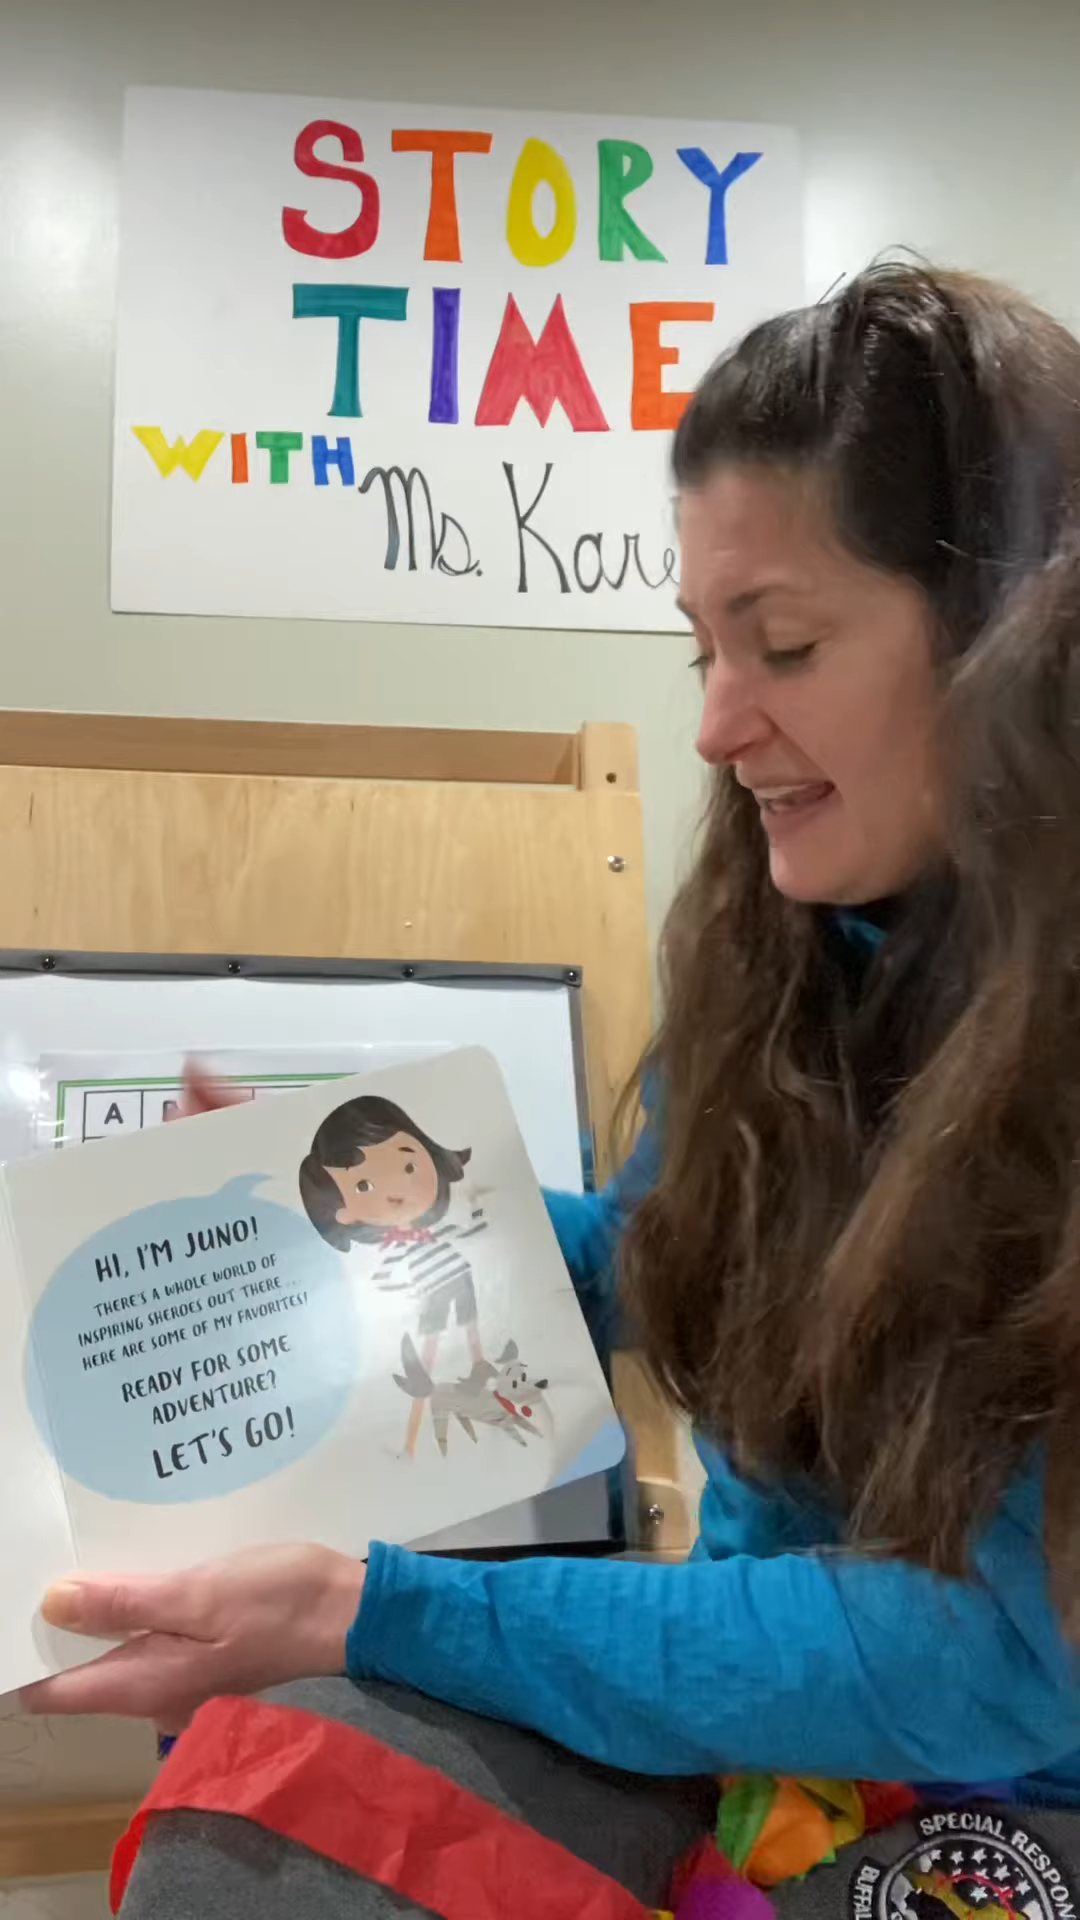 STORY
TIME
WITH Ms. Kare
A
HI, I'M JUNO!
THERE'S A WHOLE WORLD OF
INSPIRING SHEROES OUT THERE...
HERE ARE SOME OF MY FAVORITES!
READY FOR SOME
ADVENTURE?
LET'S GO!
SPECIAL RESPON
BUFFAL